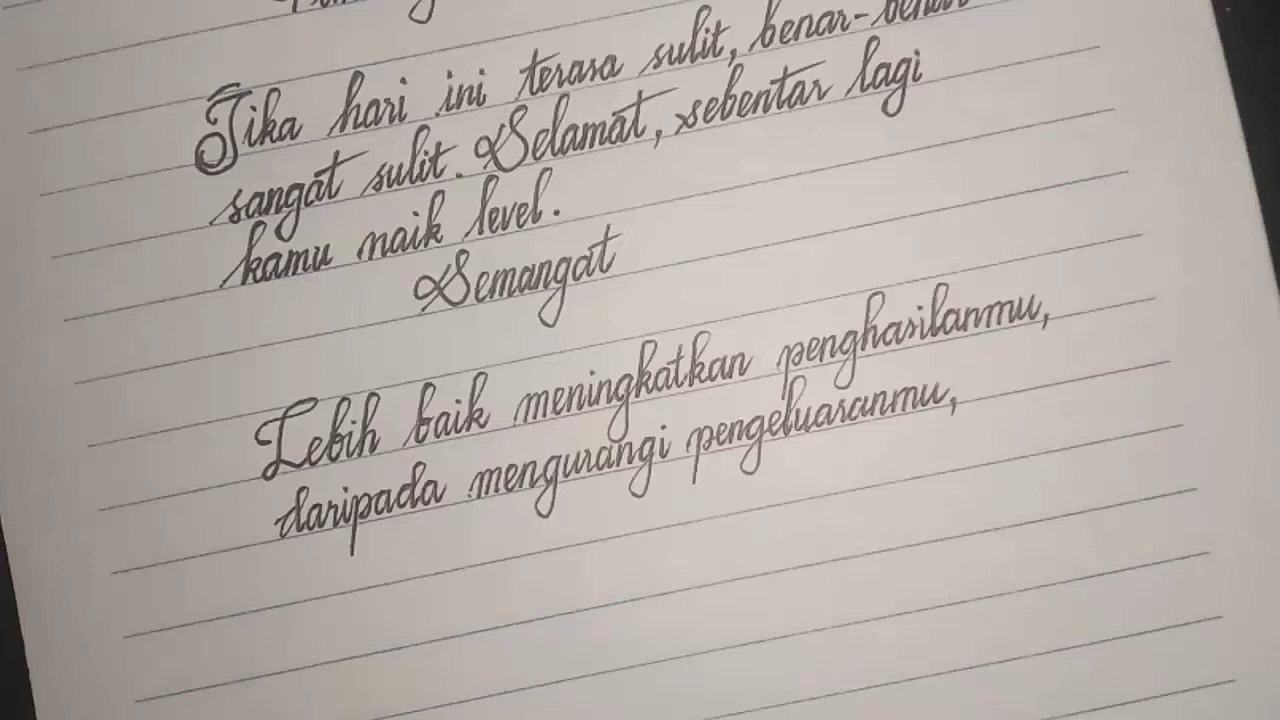 Jika hari ini terasa sulit, benar-benar
sangat sulit. Selamat, sebentar lagi
kamu naik level.
Semangat
Lebih baik meningkatkan penghasilanmu,
daripada mengurangi pengeluaranmu,